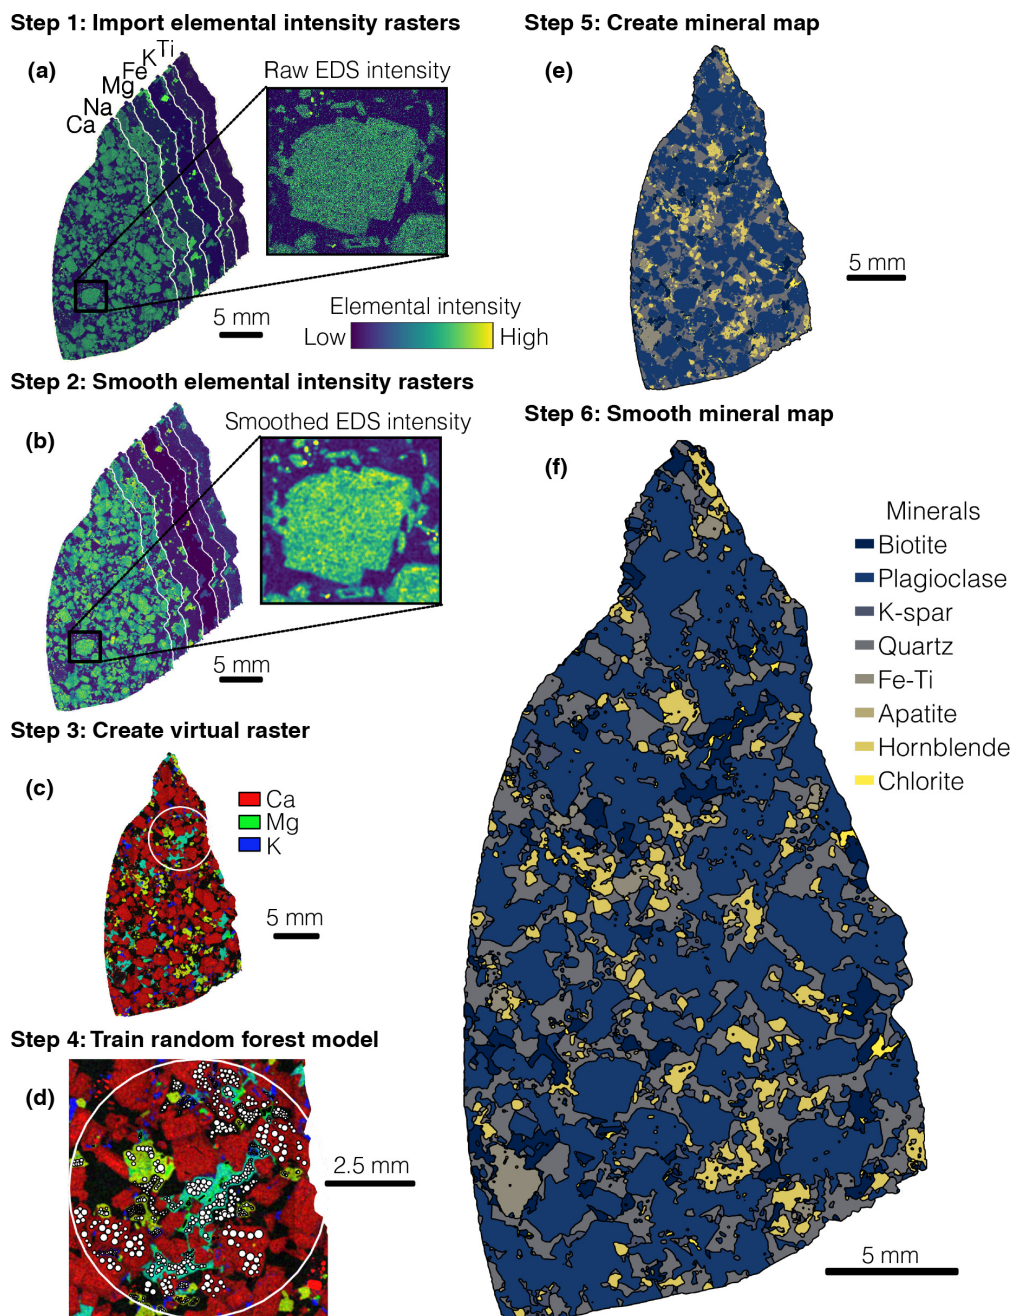 Step 1: Import elemental intensity rasters
(a)
Ti
K
Fe
Mg
Na
Ca
Raw EDS intensity
5 mm
Elemental intensity
Low
High
Step 2: Smooth elemental intensity rasters
(b)
Smoothed EDS intensity
5 mm
Step 3: Create virtual raster
(c)
Ca
Mg
K
5 mm
Step 4: Train random forest model
(d)
2.5 mm
Step 5: Create mineral map
(e)
5 mm
Step 6: Smooth mineral map
(f)
Minerals
Biotite
Plagioclase
K-spar
Quartz
Fe-Ti
Apatite
Hornblende
Chlorite
5 mm